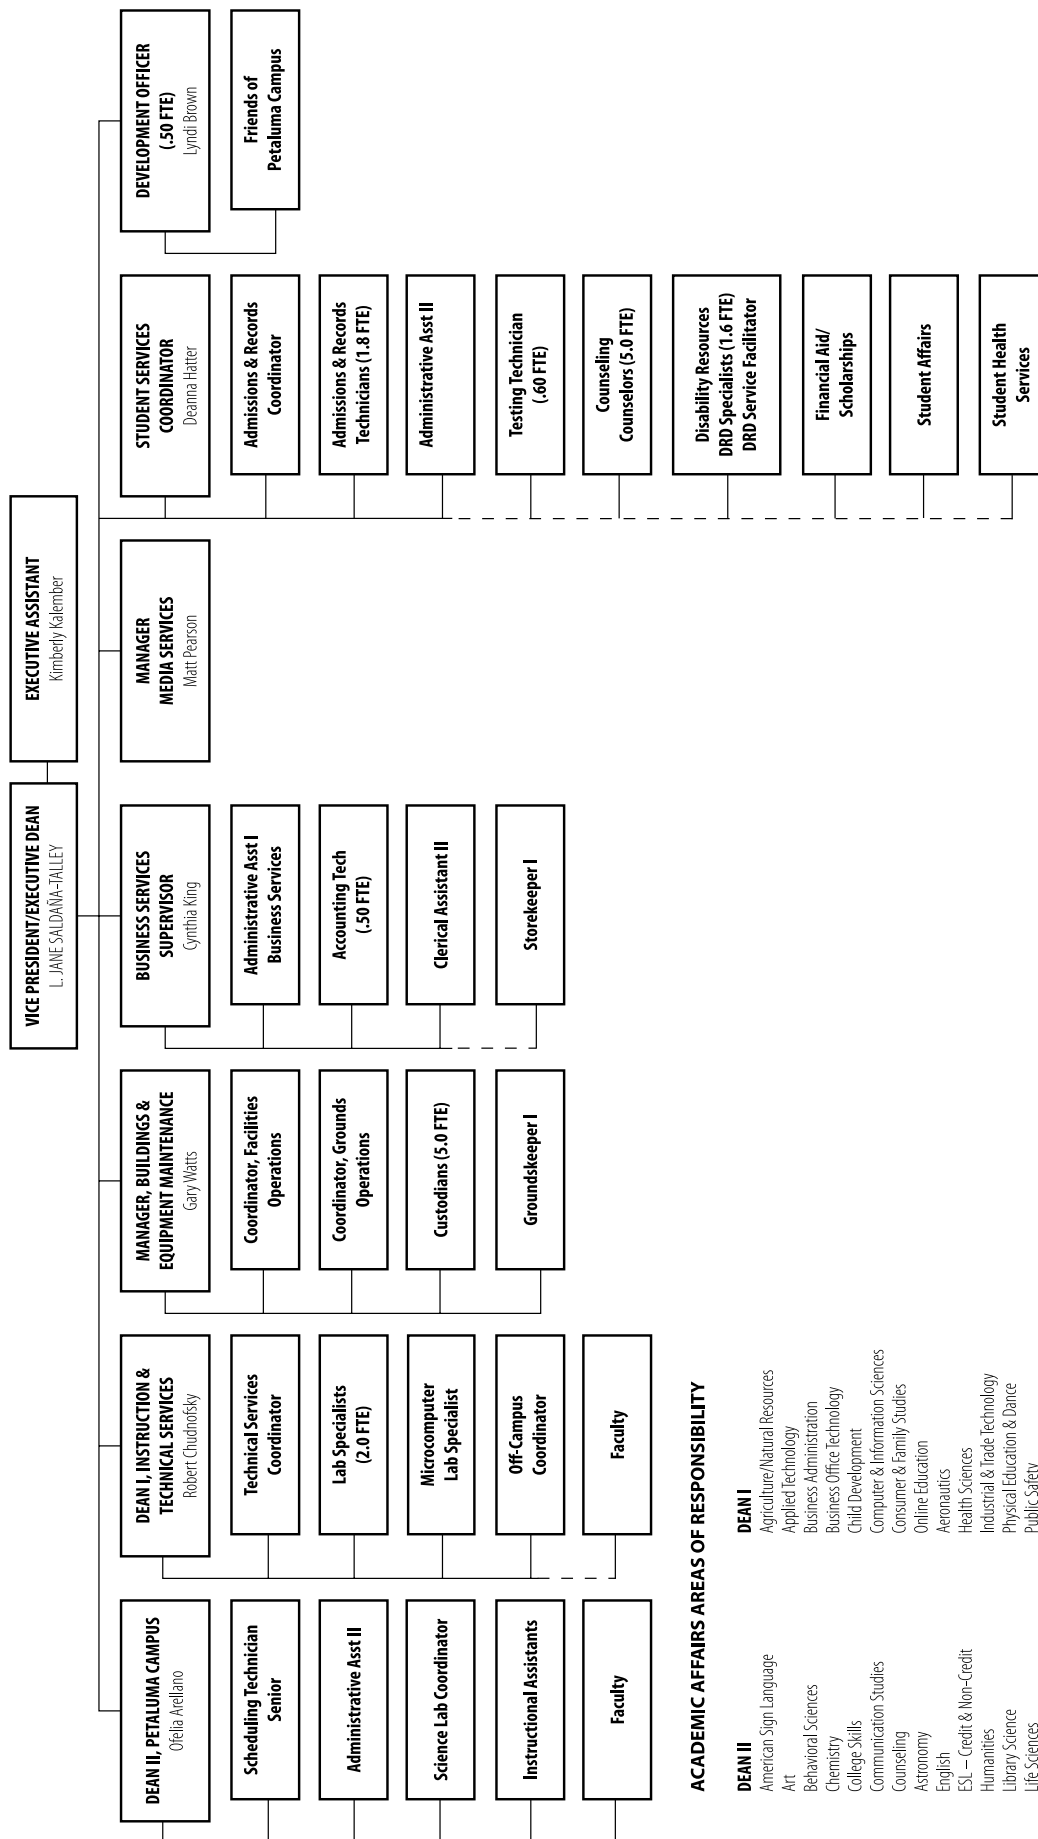 VICE PRESIDENT/EXECUTIVE DEAN
L. JANE SALDAÑA-TALLEY
EXECUTIVE ASSISTANT
Kimberly Kalember
DEAN II, PETALUMA CAMPUS
Ofelia Arellano
Scheduling Technician
Senior
Administrative Asst II
Science Lab Coordinator
Instructional Assistants
Faculty
DEAN I, INSTRUCTION &
TECHNICAL SERVICES
Robert Chudnofsky
Technical Services
Coordinator
Lab Specialists
(2.0 FTE)
Microcomputer
Lab Specialist
Off-Campus
Coordinator
Faculty
MANAGER, BUILDINGS &
EQUIPMENT MAINTENANCE
Gary Watts
Coordinator, Facilities
Operations
Coordinator, Grounds
Operations
Custodians (5.0 FTE)
Groundskeeper I
BUSINESS SERVICES
SUPERVISOR
Cynthia King
Administrative Asst I
Business Services
Accounting Tech
(.50 FTE)
Clerical Assistant II
Storekeeper I
MANAGER
MEDIA SERVICES
Matt Pearson
STUDENT SERVICES
COORDINATOR
Deanna Hatter
Admissions & Records
Coordinator
Admissions & Records
Technicians (1.8 FTE)
Administrative Asst II
Testing Technician
(.60 FTE)
Counseling
Counselors (5.0 FTE)
Disability Resources
DRD Specialists (1.6 FTE)
DRD Service Facilitator
Financial Aid/
Scholarships
Student Affairs
Student Health
Services
DEVELOPMENT OFFICER
(.50 FTE)
Lyndi Brown
Friends of
Petaluma Campus
ACADEMIC AFFAIRS AREAS OF RESPONSIBILITY
DEAN II
American Sign Language
Art
Behavioral Sciences
Chemistry
College Skills
Communication Studies
Counseling
Astronomy
English
ESL – Credit & Non-Credit
Humanities
Library Science
Life Sciences
DEAN I
Agriculture/Natural Resources
Applied Technology
Business Administration
Business Office Technology
Child Development
Computer & Information Sciences
Consumer & Family Studies
Online Education
Aeronautics
Health Sciences
Industrial & Trade Technology
Physical Education & Dance
Public Safety